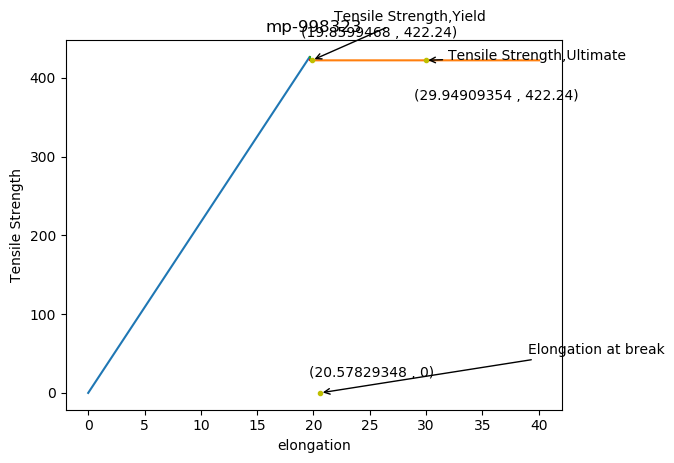 Tensile Strength,Yield
mp-998323
(19.8599468 , 422.24)
Tensile Strength,Ultimate
(29.94909354 , 422.24)
Elongation at break
(20.57829348 , 0)
Tensile Strength
400
300
200
100
0
0 5 10 15 20 25 30 35 40
elongation